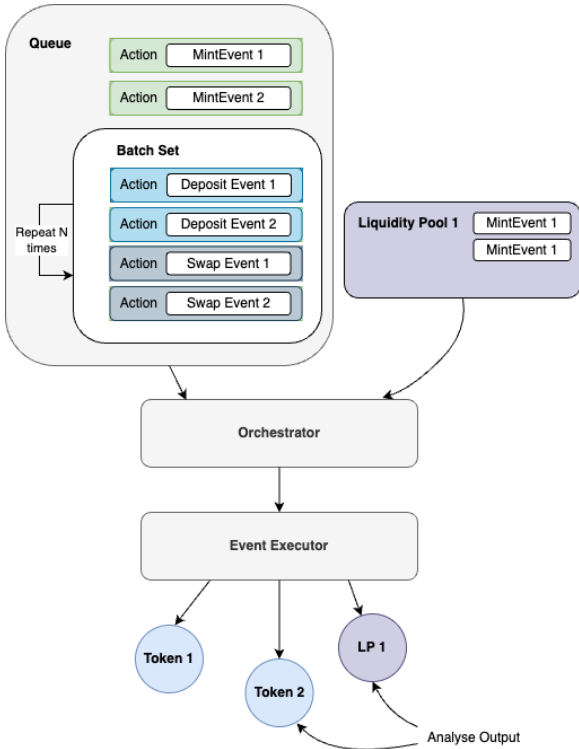 Queue
Action MintEvent 1
Action MintEvent 2
Batch Set
Action Deposit Event 1
Action Deposit Event 2
Action Swap Event 1
Action Swap Event 2
Repeat N
times
Liquidity Pool 1 MintEvent 1
MintEvent 1
Orchestrator
Event Executor
Token 1
Token 2
LP 1
Analyse Output